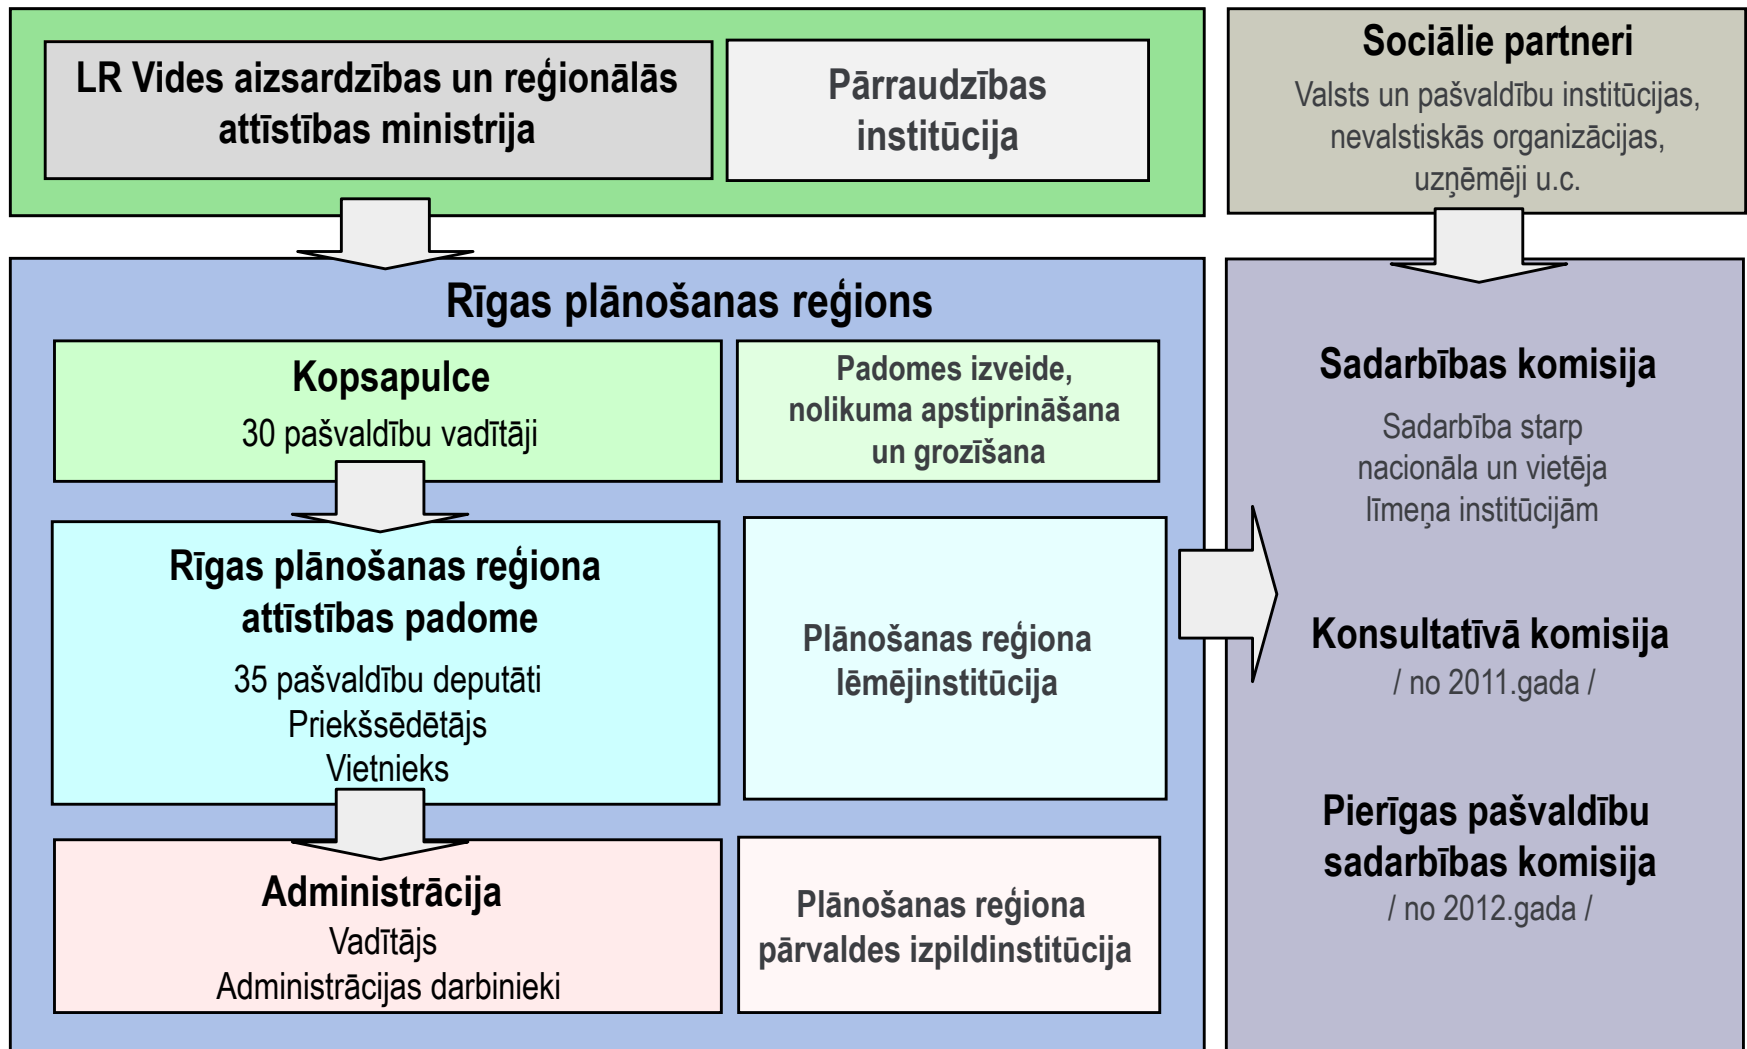 LR Vides aizsardzības un reģionālās
attīstības ministrija
Pārraudzības
institūcija
Sociālie partneri
Valsts un pašvaldību institūcijas,
nevalstiskās organizācijas,
uzņēmēji u.c.
Rīgas plānošanas reģions
Kopsapulce
30 pašvaldību vadītāji
Padomes izveide,
nolikuma apstiprināšana
un grozīšana
Rīgas plānošanas reģiona
attīstības padome
35 pašvaldību deputāti
Priekšsēdētājs
Vietnieks
Plānošanas reģiona
lēmējinstitūcija
Administrācija
Vadītājs
Administrācijas darbinieki
Plānošanas reģiona
pārvaldes izpildinstitūcija
Sadarbības komisija
Sadarbība starp
nacionāla un vietēja
līmeņa institūcijām
Konsultatīvā komisija
/ no 2011.gada /
Pierīgas pašvaldību
sadarbības komisija
/ no 2012.gada /